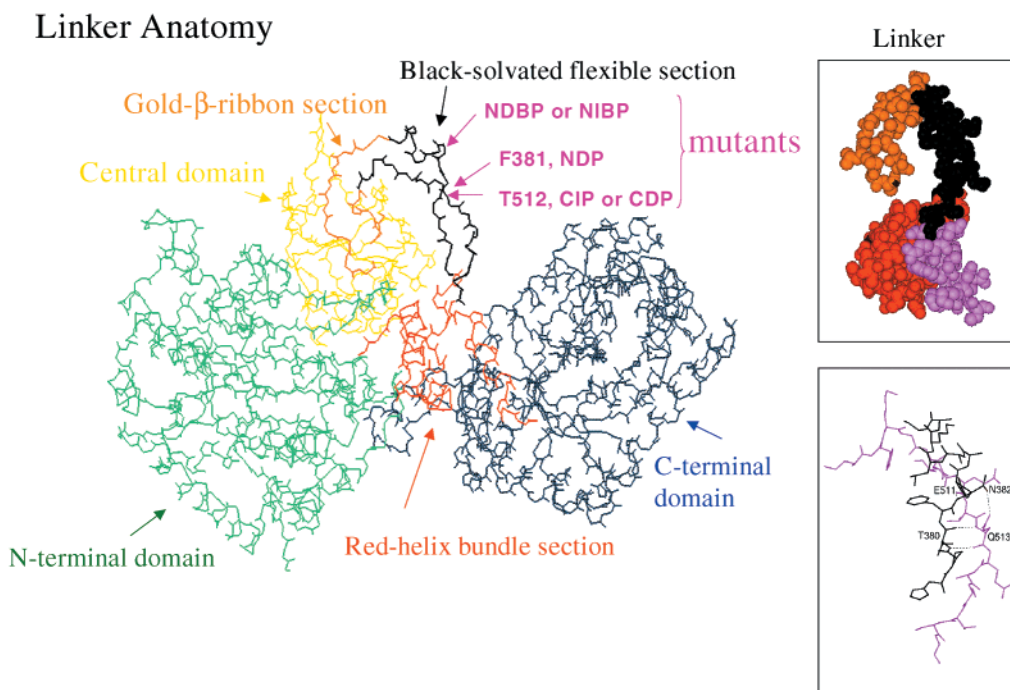 Linker Anatomy
Linker
Black-solvated flexible section
Gold-β-ribbon section
NDBP or NIBP
mutants
F381, NDP
Central domain
T512, CIP or CDP
C-terminal
domain
N-terminal domain
Red-helix bundle section
E511
N382
T380
Q513